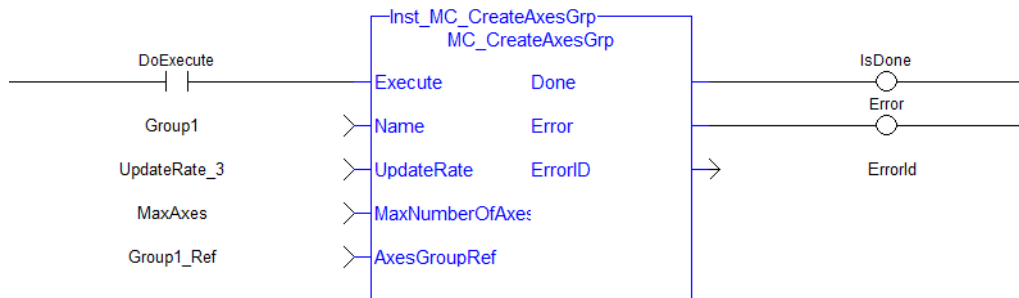 Inst_MC_CreateAxesGrp
MC_CreateAxesGrp
DoExecute
IsDone
Execute Done
Error
Group1 Name Error
UpdateRate_3 UpdateRate ErrorID ErrorId
MaxAxes MaxNumberOfAxes
Group1_Ref AxesGroupRef